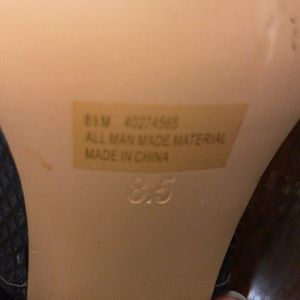 8½M 40274565
ALL MAN MADE MATERIAL
MADE IN CHINA
8.5